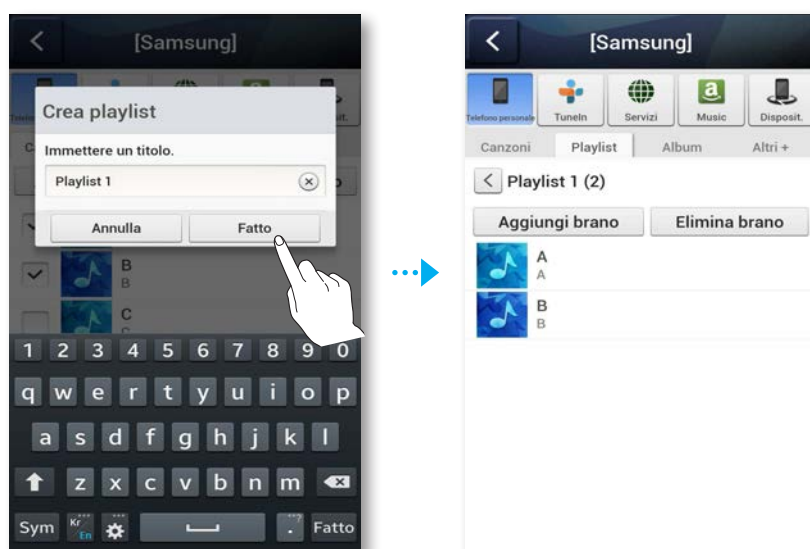 [Samsung]
Crea playlist
Immettere un titolo.
Playlist 1
Annulla Fatto
B
B
C
C
1 2 3 4 5 6 7 8 9 0
q w e r t y u i o p
a s d f g h j k l
z x c v b n m
Sym Kr En . Fatto
[Samsung]
Telefono personale TuneIn Servizi Music Disposit.
Canzoni Playlist Album Altri +
Playlist 1 (2)
Aggiungi brano Elimina brano
A
A
B
B